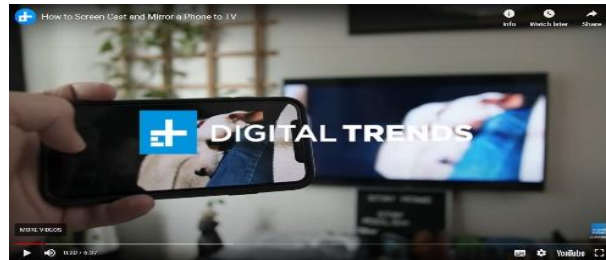 How to Screen Cast and Mirror a Phone to TV
Info
Watch later
Share
DIGITAL TRENDS
MORE VIDEOS
YouTube